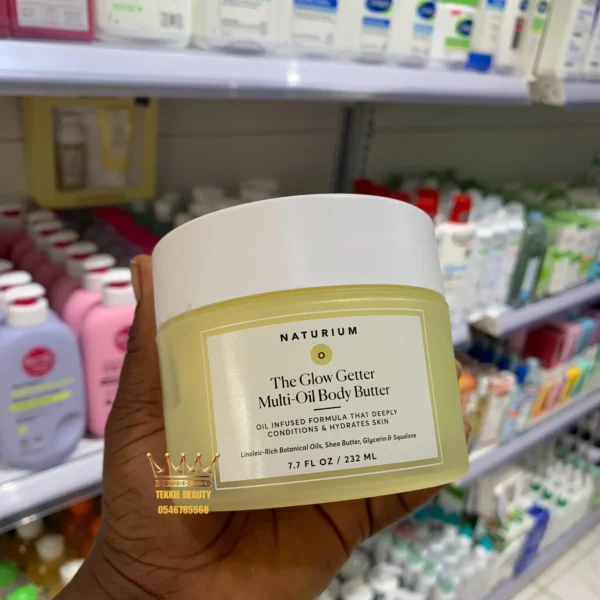 NATURIUM
The Glow Getter
Multi-Oil Body Butter
OIL INFUSED FORMULA THAT DEEPLY
CONDITIONS & HYDRATES SKIN
Linoleic-Rich Botanical Oils, Shea Butter, Glycerin & Squalane
7.7 FL OZ / 232 ML
TEKKIE BEAUTY
0546785568